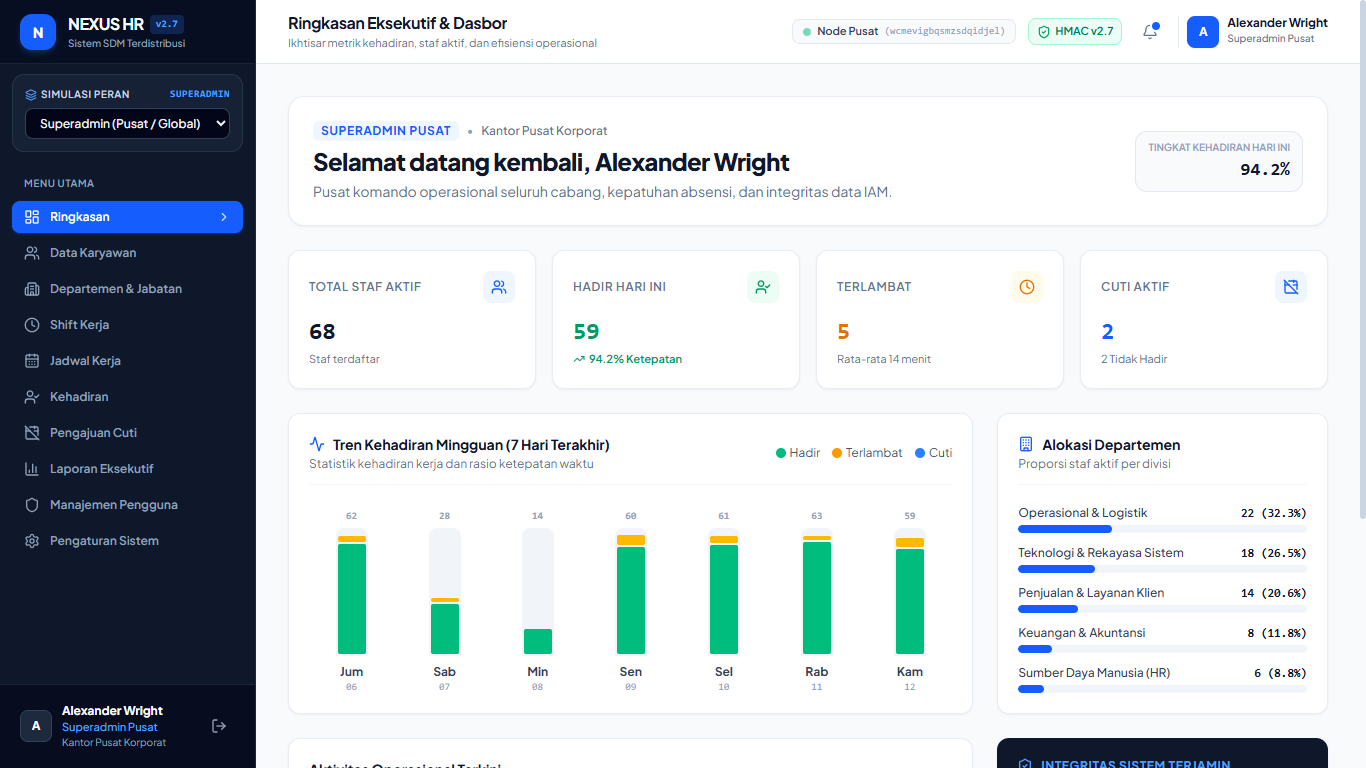 N
NEXUS HR v2.7
Sistem SDM Terdistribusi
SIMULASI PERAN SUPERADMIN
Superadmin (Pusat / Global)
MENU UTAMA
Ringkasan
Data Karyawan
Departemen & Jabatan
Shift Kerja
Jadwal Kerja
Kehadiran
Pengajuan Cuti
Laporan Eksekutif
Manajemen Pengguna
Pengaturan Sistem
A
Alexander Wright
Superadmin Pusat
Kantor Pusat Korporat
Ringkasan Eksekutif & Dasbor
Ikhtisar metrik kehadiran, staf aktif, dan efisiensi operasional
Node Pusat (wcmevigbqsmzsdqidjel)
HMAC v2.7
A
Alexander Wright
Superadmin Pusat
SUPERADMIN PUSAT • Kantor Pusat Korporat
Selamat datang kembali, Alexander Wright
Pusat komando operasional seluruh cabang, kepatuhan absensi, dan integritas data IAM.
TINGKAT KEHADIRAN HARI INI
94.2%
TOTAL STAF AKTIF
68
Staf terdaftar
HADIR HARI INI
59
94.2% Ketepatan
TERLAMBAT
5
Rata-rata 14 menit
CUTI AKTIF
2
2 Tidak Hadir
Tren Kehadiran Mingguan (7 Hari Terakhir)
Statistik kehadiran kerja dan rasio ketepatan waktu
Hadir Terlambat Cuti
62 28 14 60 61 63 59
Jum Sab Min Sen Sel Rab Kam
06 07 08 09 10 11 12
Alokasi Departemen
Proporsi staf aktif per divisi
Operasional & Logistik 22 (32.3%)
Teknologi & Rekayasa Sistem 18 (26.5%)
Penjualan & Layanan Klien 14 (20.6%)
Keuangan & Akuntansi 8 (11.8%)
Sumber Daya Manusia (HR) 6 (8.8%)
Aktivitas Operasional Terkini
INTEGRITAS SISTEM TERJAMIN